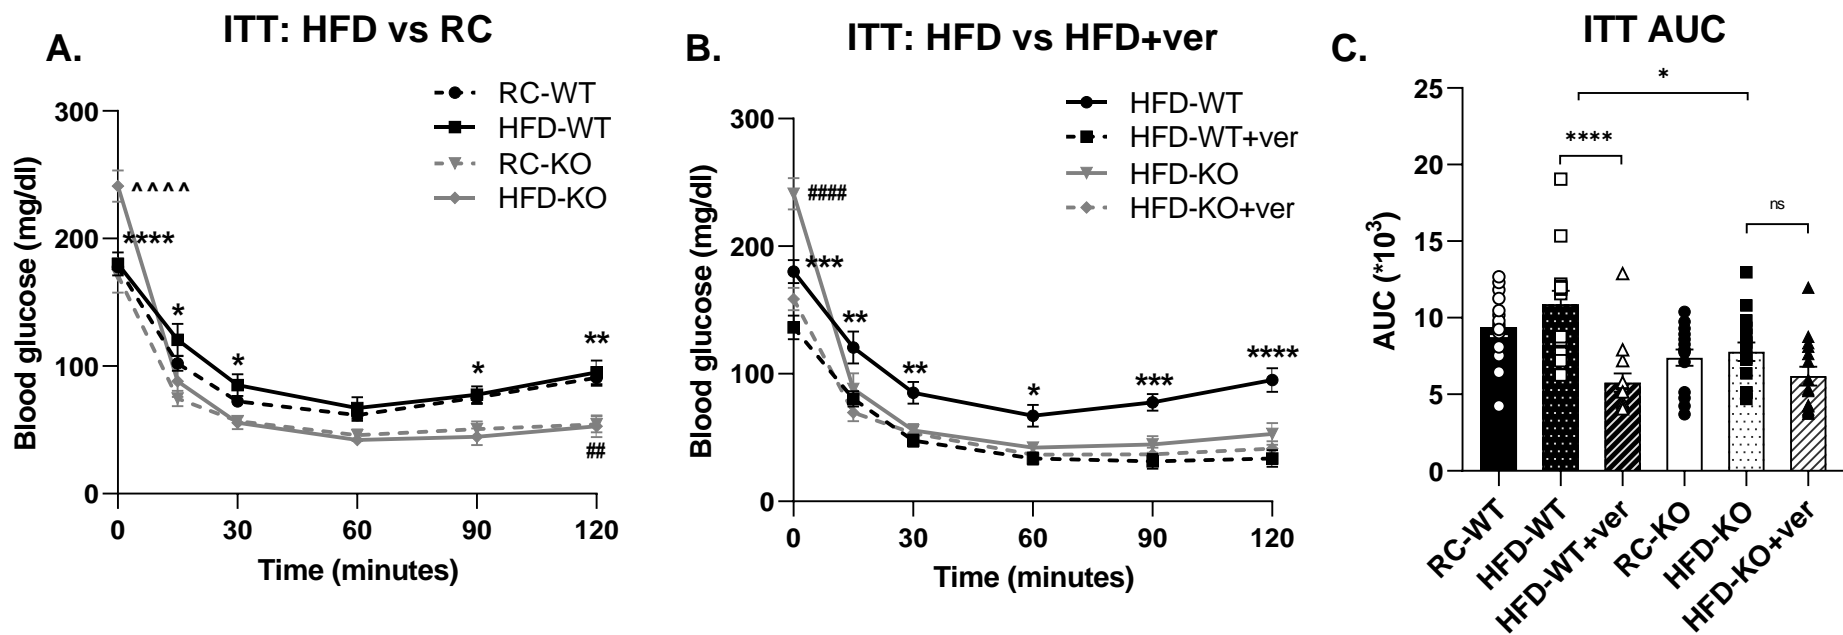 A.
ITT: HFD vs RC
RC-WT
HFD-WT
RC-KO
HFD-KO
Blood glucose (mg/dl)
300
200
100
0
^^^^
****
*
*
*
**
##
0 30 60 90 120
Time (minutes)
B.
ITT: HFD vs HFD+ver
HFD-WT
HFD-WT+ver
HFD-KO
HFD-KO+ver
Blood glucose (mg/dl)
300
200
100
0
####
***
**
**
*
***
****
0 30 60 90 120
Time (minutes)
C.
ITT AUC
*
****
ns
AUC (*10³)
25
20
15
10
5
0
RC-WT
HFD-WT
HFD-WT+ver
RC-KO
HFD-KO
HFD-KO+ver